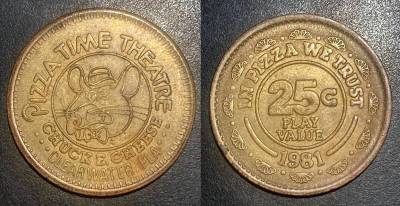 PIZZA TIME THEATRE
CHUCK E. CHEESE
CLEARWATER, FLA.
IN PIZZA WE TRUST
25¢
PLAY
VALUE
1981